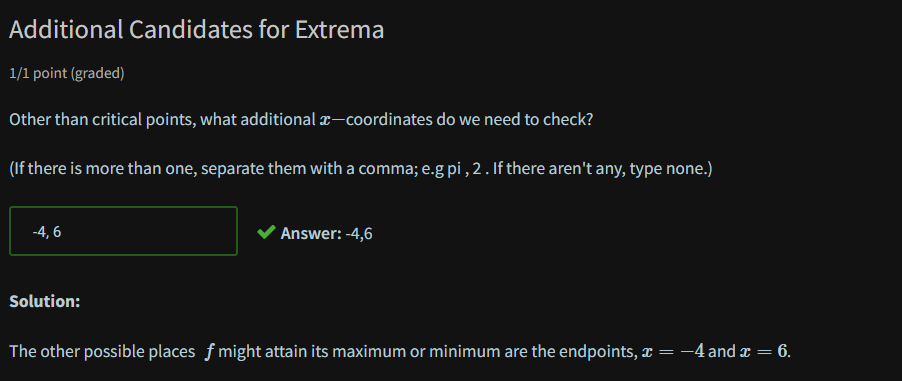 Additional Candidates for Extrema
1/1 point (graded)
Other than critical points, what additional x−coordinates do we need to check?
(If there is more than one, separate them with a comma; e.g pi , 2 . If there aren't any, type none.)
-4, 6 ✔ Answer: -4,6
Solution:
The other possible places f might attain its maximum or minimum are the endpoints, x = −4 and x = 6.